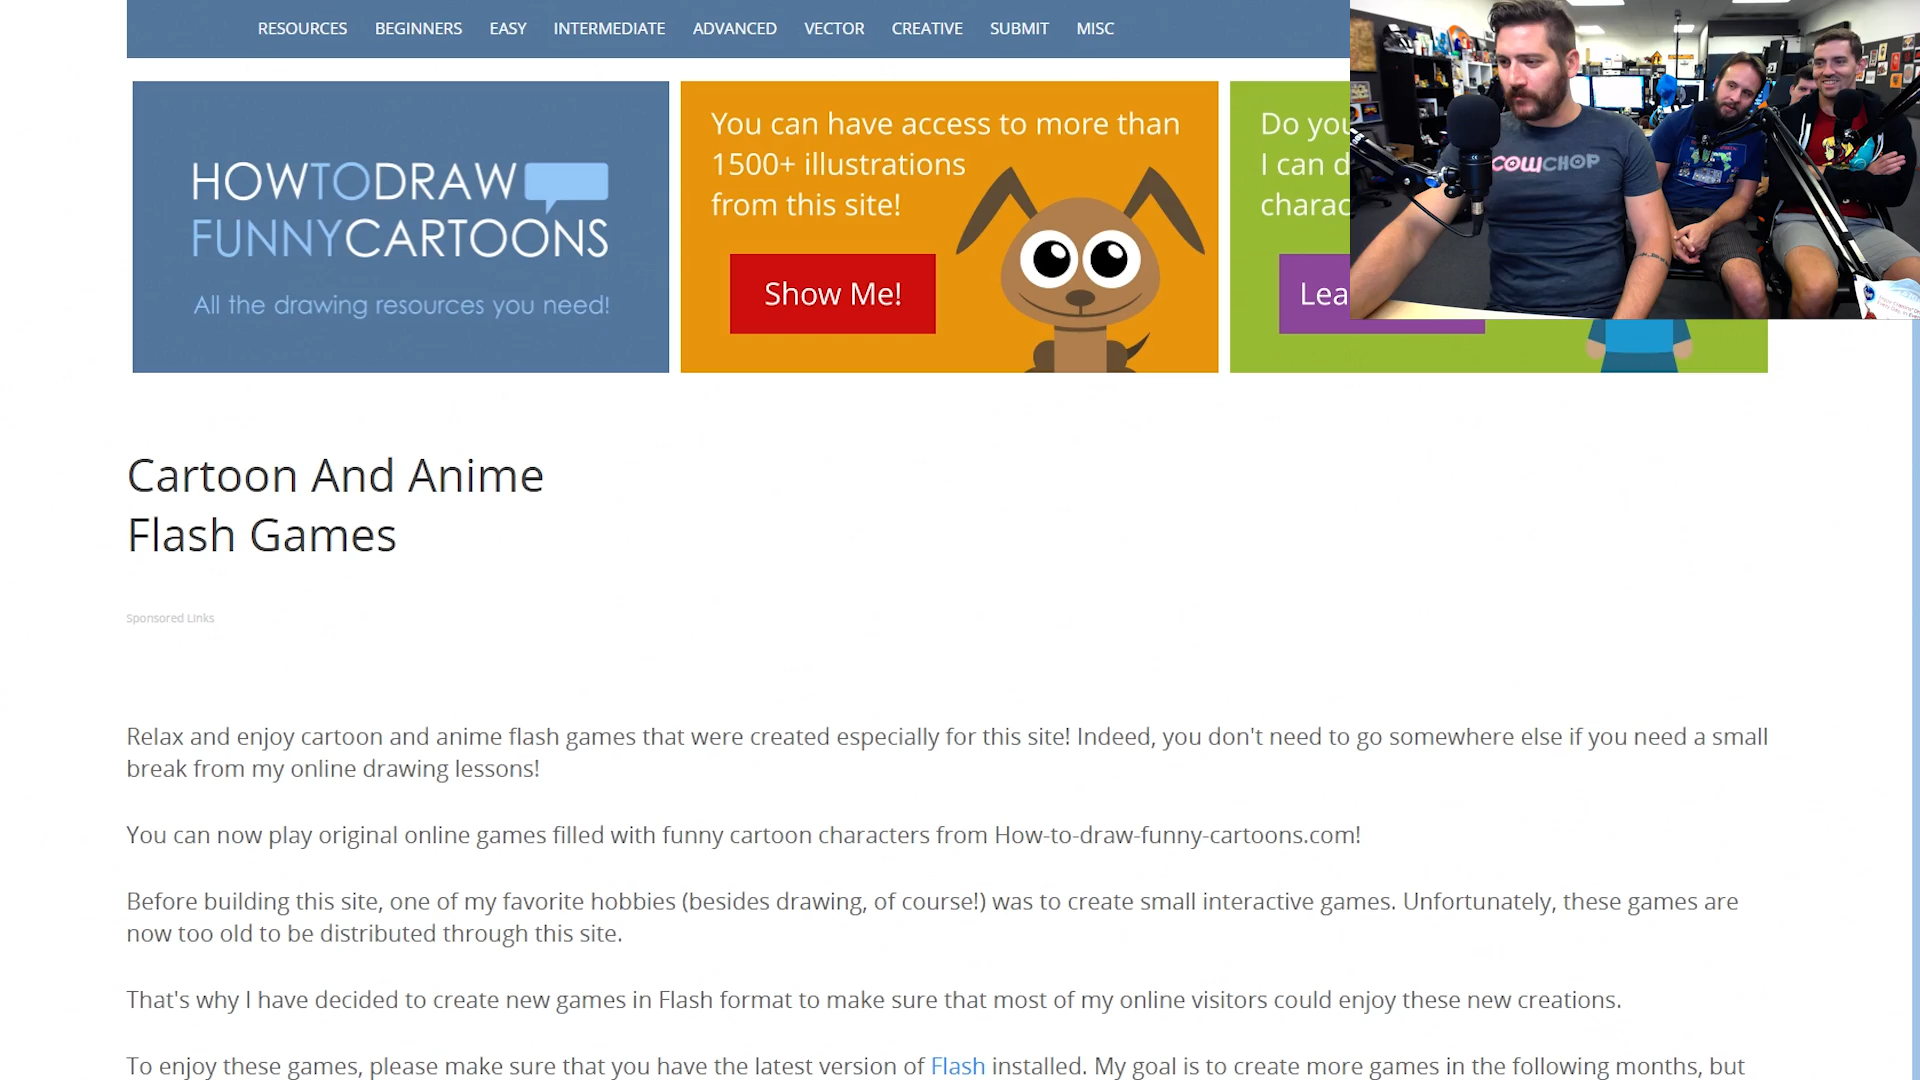 RESOURCES BEGINNERS EASY INTERMEDIATE ADVANCED VECTOR CREATIVE SUBMIT MISC
HOWTODRAW
FUNNYCARTOONS
All the drawing resources you need!
You can have access to more than
1500+ illustrations
from this site!
Show Me!
Do you
I can d
charac
Lea
COWCHOP
Cartoon And Anime
Flash Games
Sponsored Links
Relax and enjoy cartoon and anime flash games that were created especially for this site! Indeed, you don't need to go somewhere else if you need a small
break from my online drawing lessons!
You can now play original online games filled with funny cartoon characters from How-to-draw-funny-cartoons.com!
Before building this site, one of my favorite hobbies (besides drawing, of course!) was to create small interactive games. Unfortunately, these games are
now too old to be distributed through this site.
That's why I have decided to create new games in Flash format to make sure that most of my online visitors could enjoy these new creations.
To enjoy these games, please make sure that you have the latest version of Flash installed. My goal is to create more games in the following months, but